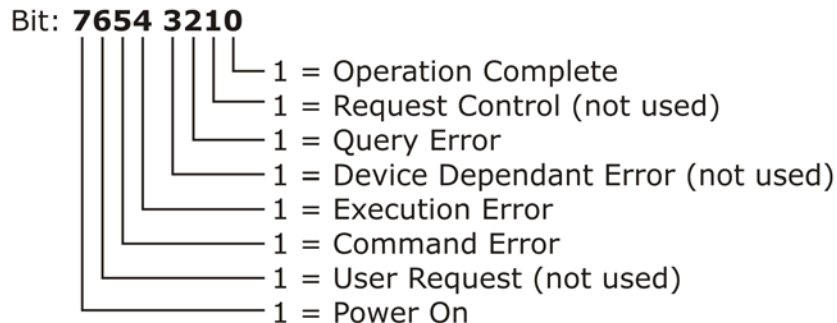 Bit: 7654 3210
1 = Operation Complete
1 = Request Control (not used)
1 = Query Error
1 = Device Dependant Error (not used)
1 = Execution Error
1 = Command Error
1 = User Request (not used)
1 = Power On